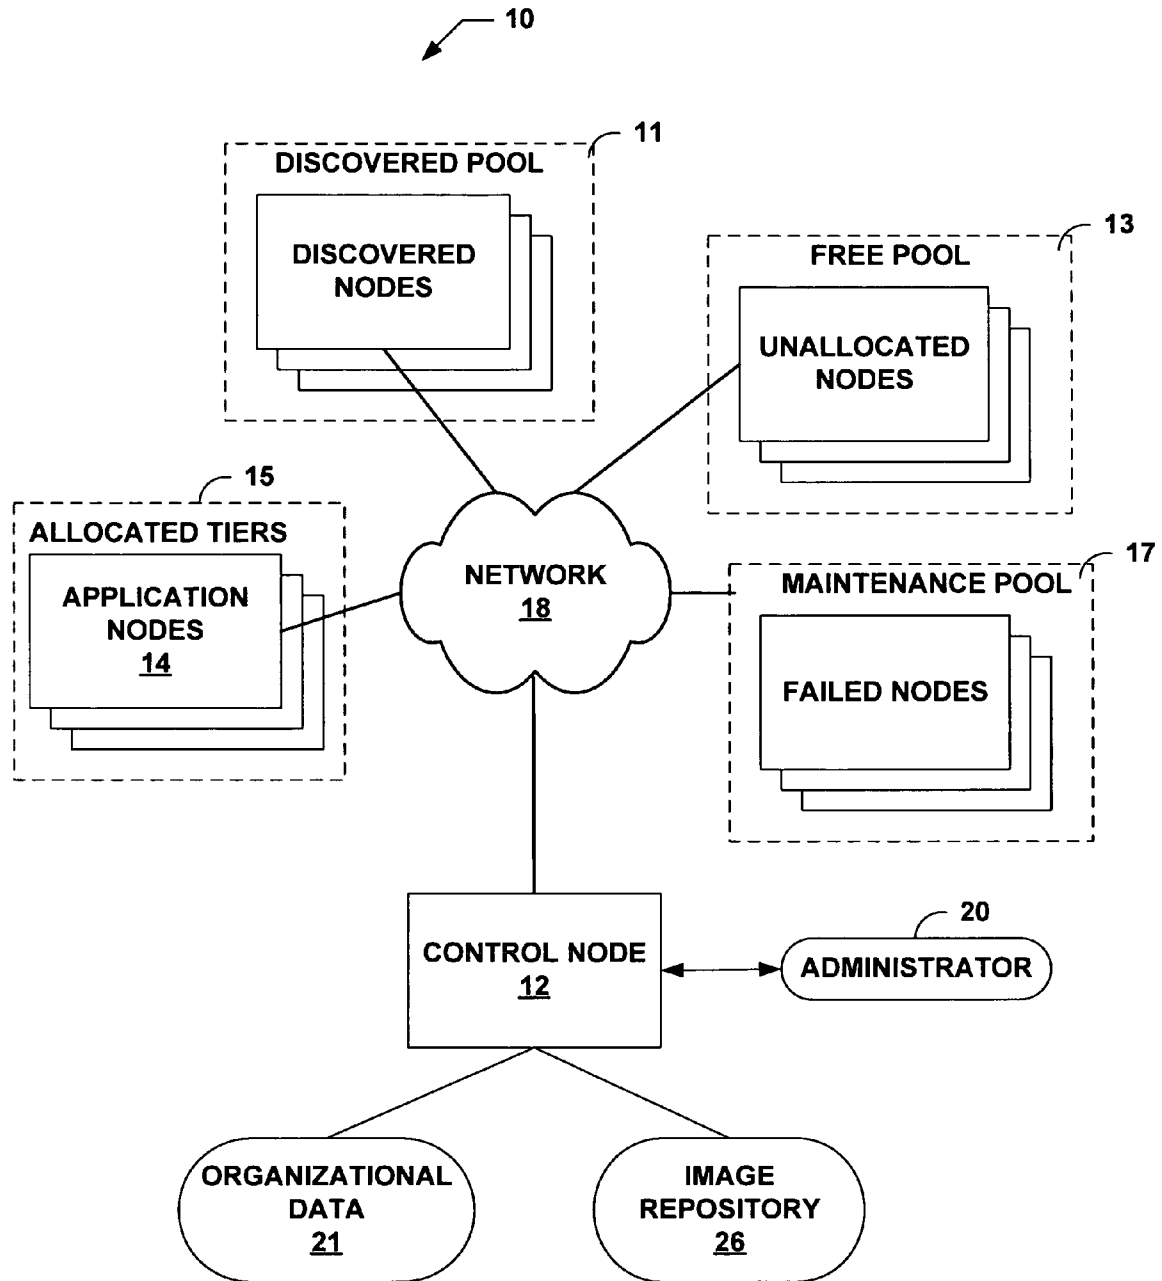 10
11
DISCOVERED POOL
DISCOVERED
NODES
13
FREE POOL
UNALLOCATED
NODES
15
ALLOCATED TIERS
APPLICATION
NODES
14
NETWORK
18
17
MAINTENANCE POOL
FAILED NODES
CONTROL NODE
12
20
ADMINISTRATOR
ORGANIZATIONAL
DATA
21
IMAGE
REPOSITORY
26